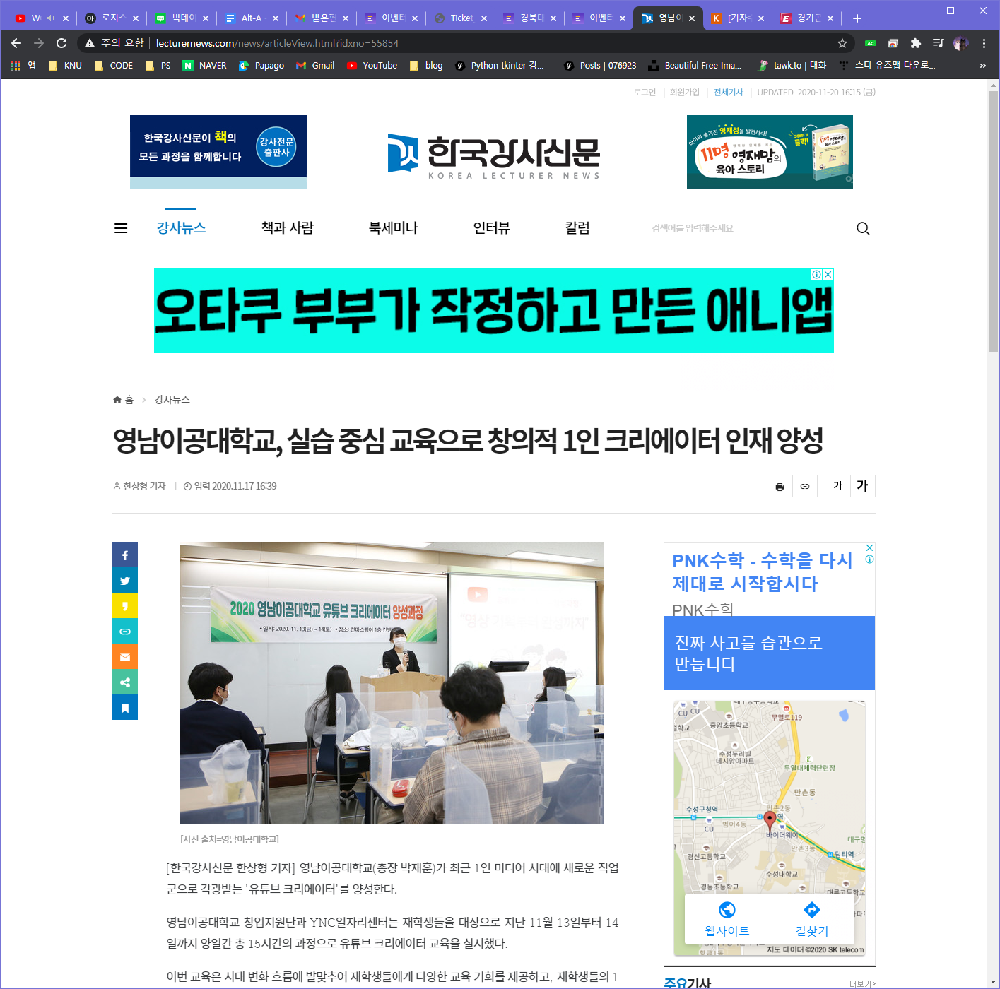 W
로지스
빅데이
Alt-A
받은편
이벤트
Ticket
경북대
이벤트
영남이
[기자
경기콘
주의 요함
lecturernews.com/news/articleView.html?idxno=55854
앱
KNU
CODE
PS
NAVER
Papago
Gmail
YouTube
blog
Python tkinter 강...
Posts | 076923
Beautiful Free Ima...
tawk.to | 대화
스타 유즈맵 다운로...
»
로그인
회원가입
전체기사
UPDATED. 2020-11-20 16:15 (금)
한국강사신문이 책의
모든 과정을 함께합니다
강사전문
출판사
한국강사신문
KOREA LECTURER NEWS
아이의 숨겨진 영재성을 발견하라!
구매하기
클릭!
11명 영재맘의
육아 스토리
강사뉴스
책과 사람
북세미나
인터뷰
칼럼
검색어를 입력해주세요
오타쿠 부부가 작정하고 만든 애니앱
홈
강사뉴스
영남이공대학교, 실습 중심 교육으로 창의적 1인 크리에이터 인재 양성
한상형 기자
입력 2020.11.17 16:39
가
가
2020 영남이공대학교 유튜브 크리에이터 양성과정
• 일시: 2020. 11. 13(금) ~ 14(토) • 장소: 천마스퀘어 1층 컨벤
"영상 기획부터 완성까지"
[사진 출처=영남이공대학교]
[한국강사신문 한상형 기자] 영남이공대학교(총장 박재훈)가 최근 1인 미디어 시대에 새로운 직업
군으로 각광받는 '유튜브 크리에이터'를 양성한다.
영남이공대학교 창업지원단과 YNC일자리센터는 재학생들을 대상으로 지난 11월 13일부터 14
일까지 양일간 총 15시간의 과정으로 유튜브 크리에이터 교육을 실시했다.
이번 교육은 시대 변화 흐름에 발맞추어 재학생들에게 다양한 교육 기회를 제공하고, 재학생들의 1
PNK수학 - 수학을 다시
제대로 시작합시다
PNK수학
진짜 사고를 습관으로
만듭니다
CU
CU
무열로119
중앙초등학교
수성누리빌
데시앙아파트
무열대체력단련장
만촌동
수성구청역
만촌2동
역
CU
범어4동
바이더웨이
대구명
만촌3동
담티역
경신고등학교
수성대학교
경동초등학교
대륜고등학교
웹사이트
길찾기
황금1동
지도 데이터 ©2020 SK telecom
주요기사
더보기